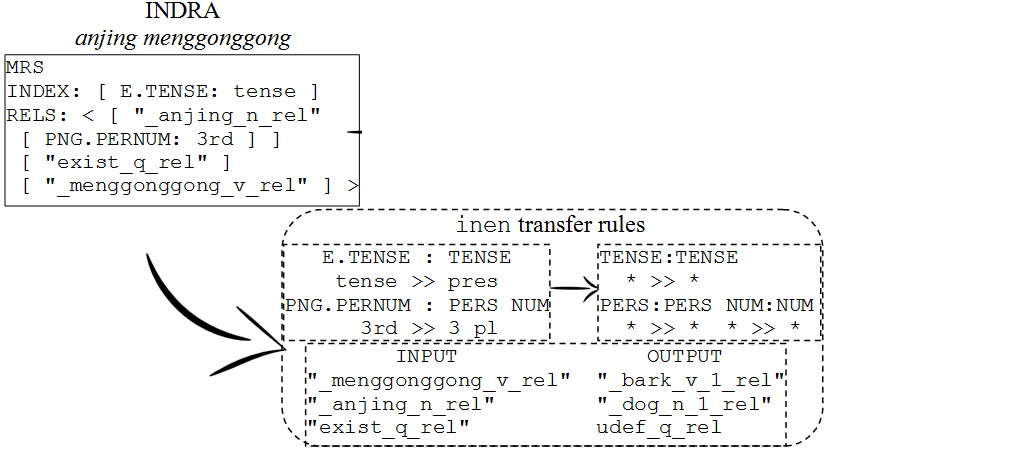 INDRA
anjing menggonggong
MRS
INDEX: [ E.TENSE: tense ]
RELS: < [ "_anjing_n_rel"
[ PNG.PERNUM: 3rd ] ]
[ "exist_q_rel" ]
[ "_menggonggong_v_rel" ] >
inen transfer rules
E.TENSE : TENSE
tense >> pres
PNG.PERNUM : PERS NUM
3rd >> 3 pl
TENSE:TENSE
* >> *
PERS:PERS NUM:NUM
* >> * * >> *
INPUT OUTPUT
"_menggonggong_v_rel" "_bark_v_1_rel"
"_anjing_n_rel" "_dog_n_1_rel"
"exist_q_rel" udef_q_rel